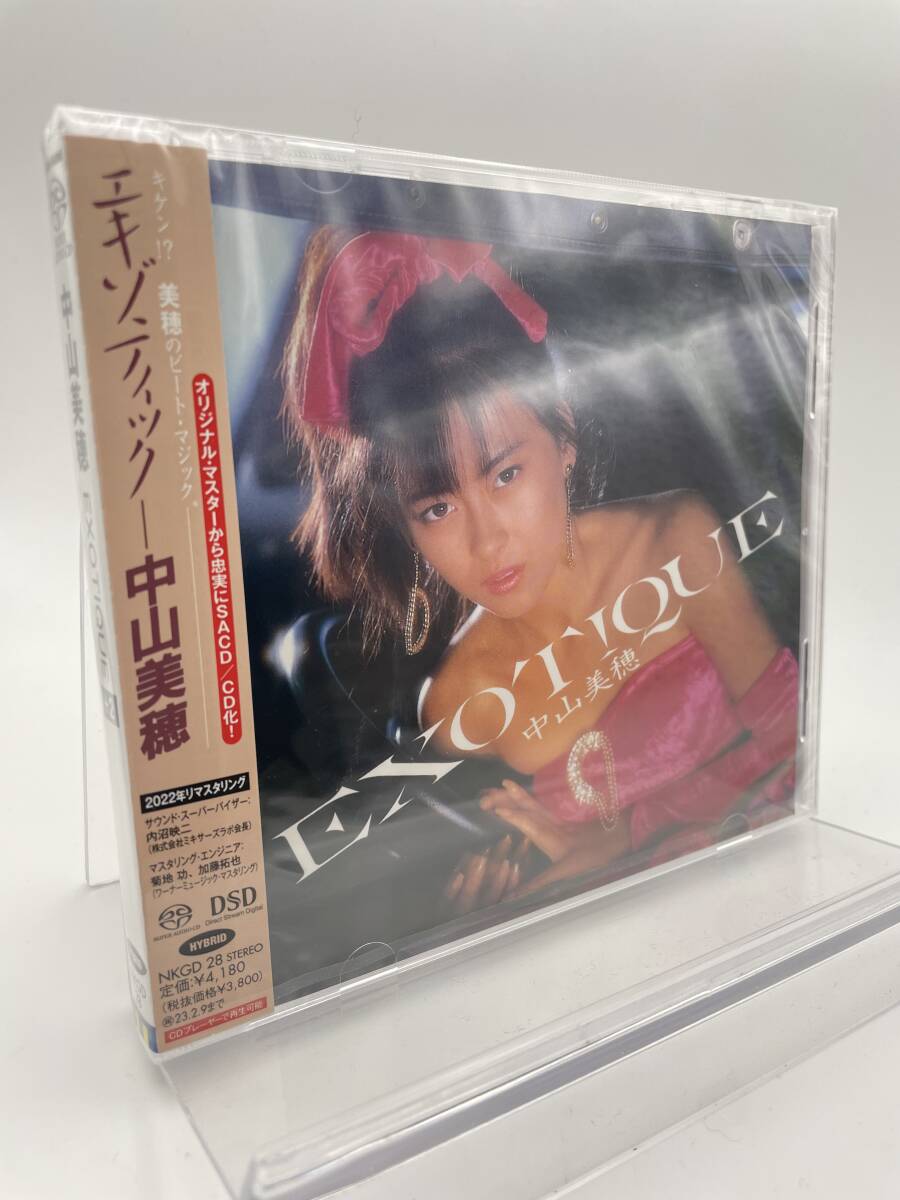 エキゾティック―中山美穂
キケン!? 美穂のビート・マジック。
オリジナル・マスターから忠実にSACD/CD化!
2022年リマスタリング
サウンド・スーパーバイザー:
内沼映二
(株式会社ミキサーズラボ会長)
マスタリング・エンジニア:
菊地 功、加藤拓也
(ワーナーミュージック・マスタリング)
SUPER AUDIO CD
DSD
Direct Stream Digital
HYBRID
NKGD 28 STEREO
定価:¥4,180
(税抜価格¥3,800)
23.2.9まで
CDプレーヤーで再生可能
中山美穂 EXOTIQUE
EXOTIQUE
中山美穂